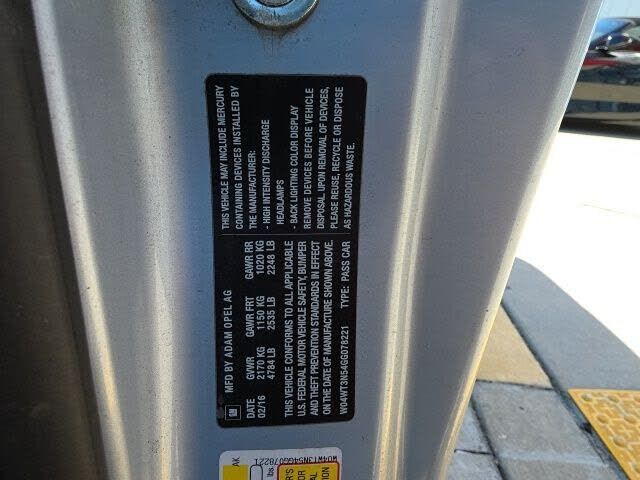 MFD BY ADAM OPEL AG
DATE GVWR GAWR FRT GAWR RR
02/16 2170 KG 1150 KG 1020 KG
4784 LB 2535 LB 2248 LB
THIS VEHICLE CONFORMS TO ALL APPLICABLE
U.S. FEDERAL MOTOR VEHICLE SAFETY, BUMPER
AND THEFT PREVENTION STANDARDS IN EFFECT
ON THE DATE OF MANUFACTURE SHOWN ABOVE.
W04WT3N54GG078221 TYPE: PASS CAR
GM
THIS VEHICLE MAY INCLUDE MERCURY
CONTAINING DEVICES INSTALLED BY
THE MANUFACTURER:
- HIGH INTENSITY DISCHARGE
HEADLAMPS
- BACK LIGHTING COLOR DISPLAY
REMOVE DEVICES BEFORE VEHICLE
DISPOSAL UPON REMOVAL OF DEVICES,
PLEASE REUSE, RECYCLE OR DISPOSE
AS HAZARDOUS WASTE.
W04WT3N54GG078221
lbs